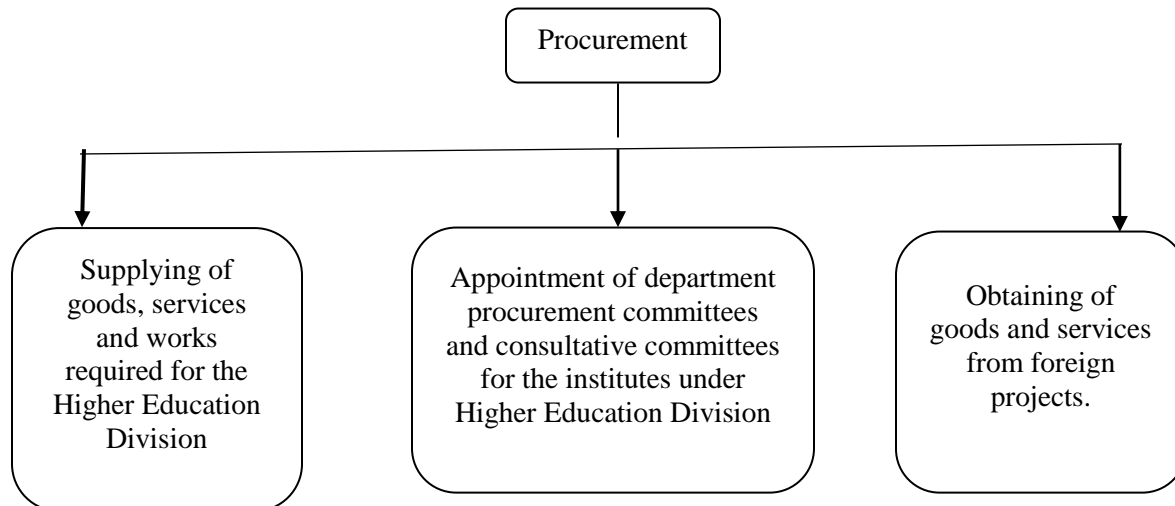 Procurement
Supplying of
goods, services
and works
required for the
Higher Education
Division
Appointment of department
procurement committees
and consultative committees
for the institutes under
Higher Education Division
Obtaining of
goods and services
from foreign
projects.